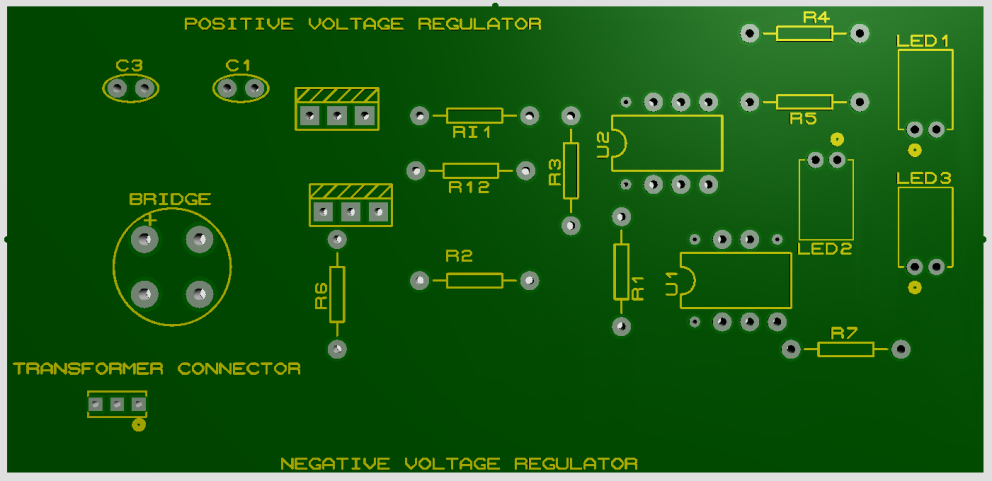 POSITIVE VOLTAGE REGULATOR
R4
LED1
C3
C1
R5
RI1
U2
R3
R12
LED3
BRIDGE
+
LED2
R2
R6
R1
U1
R7
TRANSFORMER CONNECTOR
NEGATIVE VOLTAGE REGULATOR